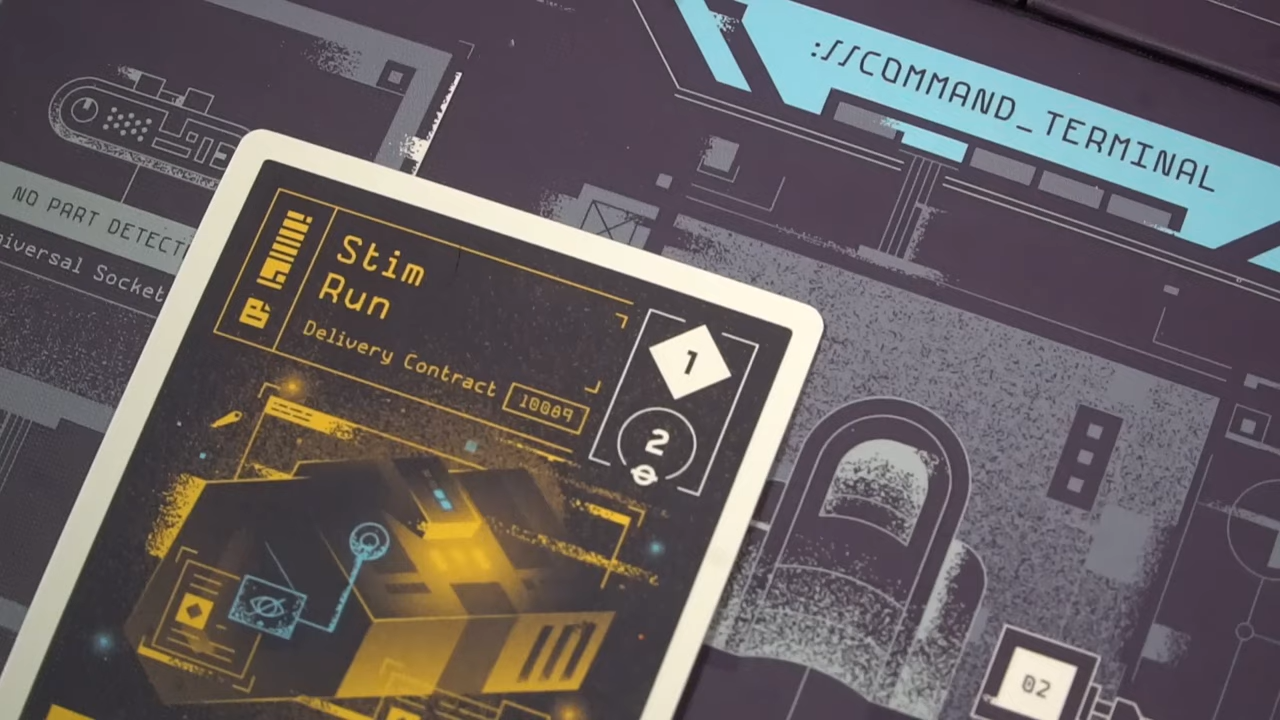 ://COMMAND_TERMINAL
NO PART DETECT
niversal Socket
Stim
Run
Delivery Contract
10089
1
2
02